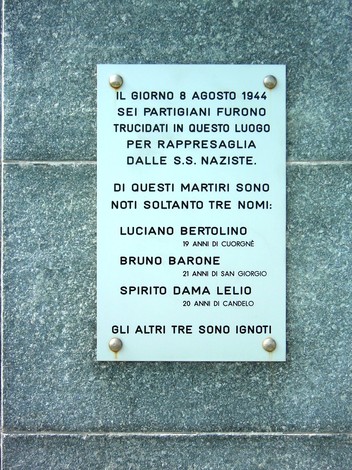 IL GIORNO 8 AGOSTO 1944
SEI PARTIGIANI FURONO
TRUCIDATI IN QUESTO LUOGO
PER RAPPRESAGLIA
DALLE S.S. NAZISTE.
DI QUESTI MARTIRI SONO
NOTI SOLTANTO TRE NOMI:
LUCIANO BERTOLINO
19 ANNI DI CUORGNÈ
BRUNO BARONE
21 ANNI DI SAN GIORGIO
SPIRITO DAMA LELIO
20 ANNI DI CANDELO
GLI ALTRI TRE SONO IGNOTI